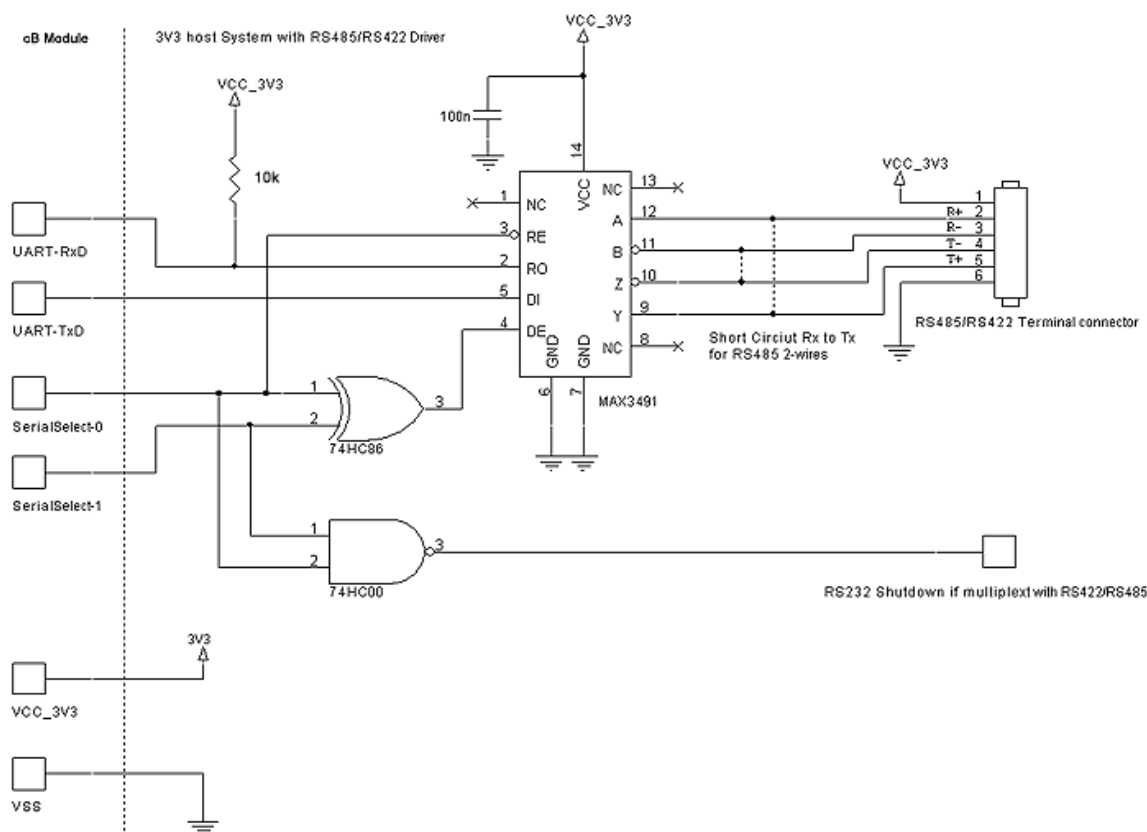 cB Module
3V3 host System with RS485/RS422 Driver
VCC_3V3
VCC_3V3
100n
10k
VCC_3V3
14
VCC
1
NC
3
RE
2
RO
5
DI
4
DE
GND
6
GND
7
NC
13
A
12
B
11
Z
10
Y
9
NC
8
MAX3491
1
R+ 2
R- 3
T- 4
T+ 5
6
RS485/RS422 Terminal connector
Short Circiut Rx to Tx
for RS485 2-wires
UART-RxD
UART-TxD
SerialSelect-0
SerialSelect-1
1
2
3
74HC86
1
2
3
74HC00
RS232 Shutdown if multiplext with RS422/RS485
3V3
VCC_3V3
VSS